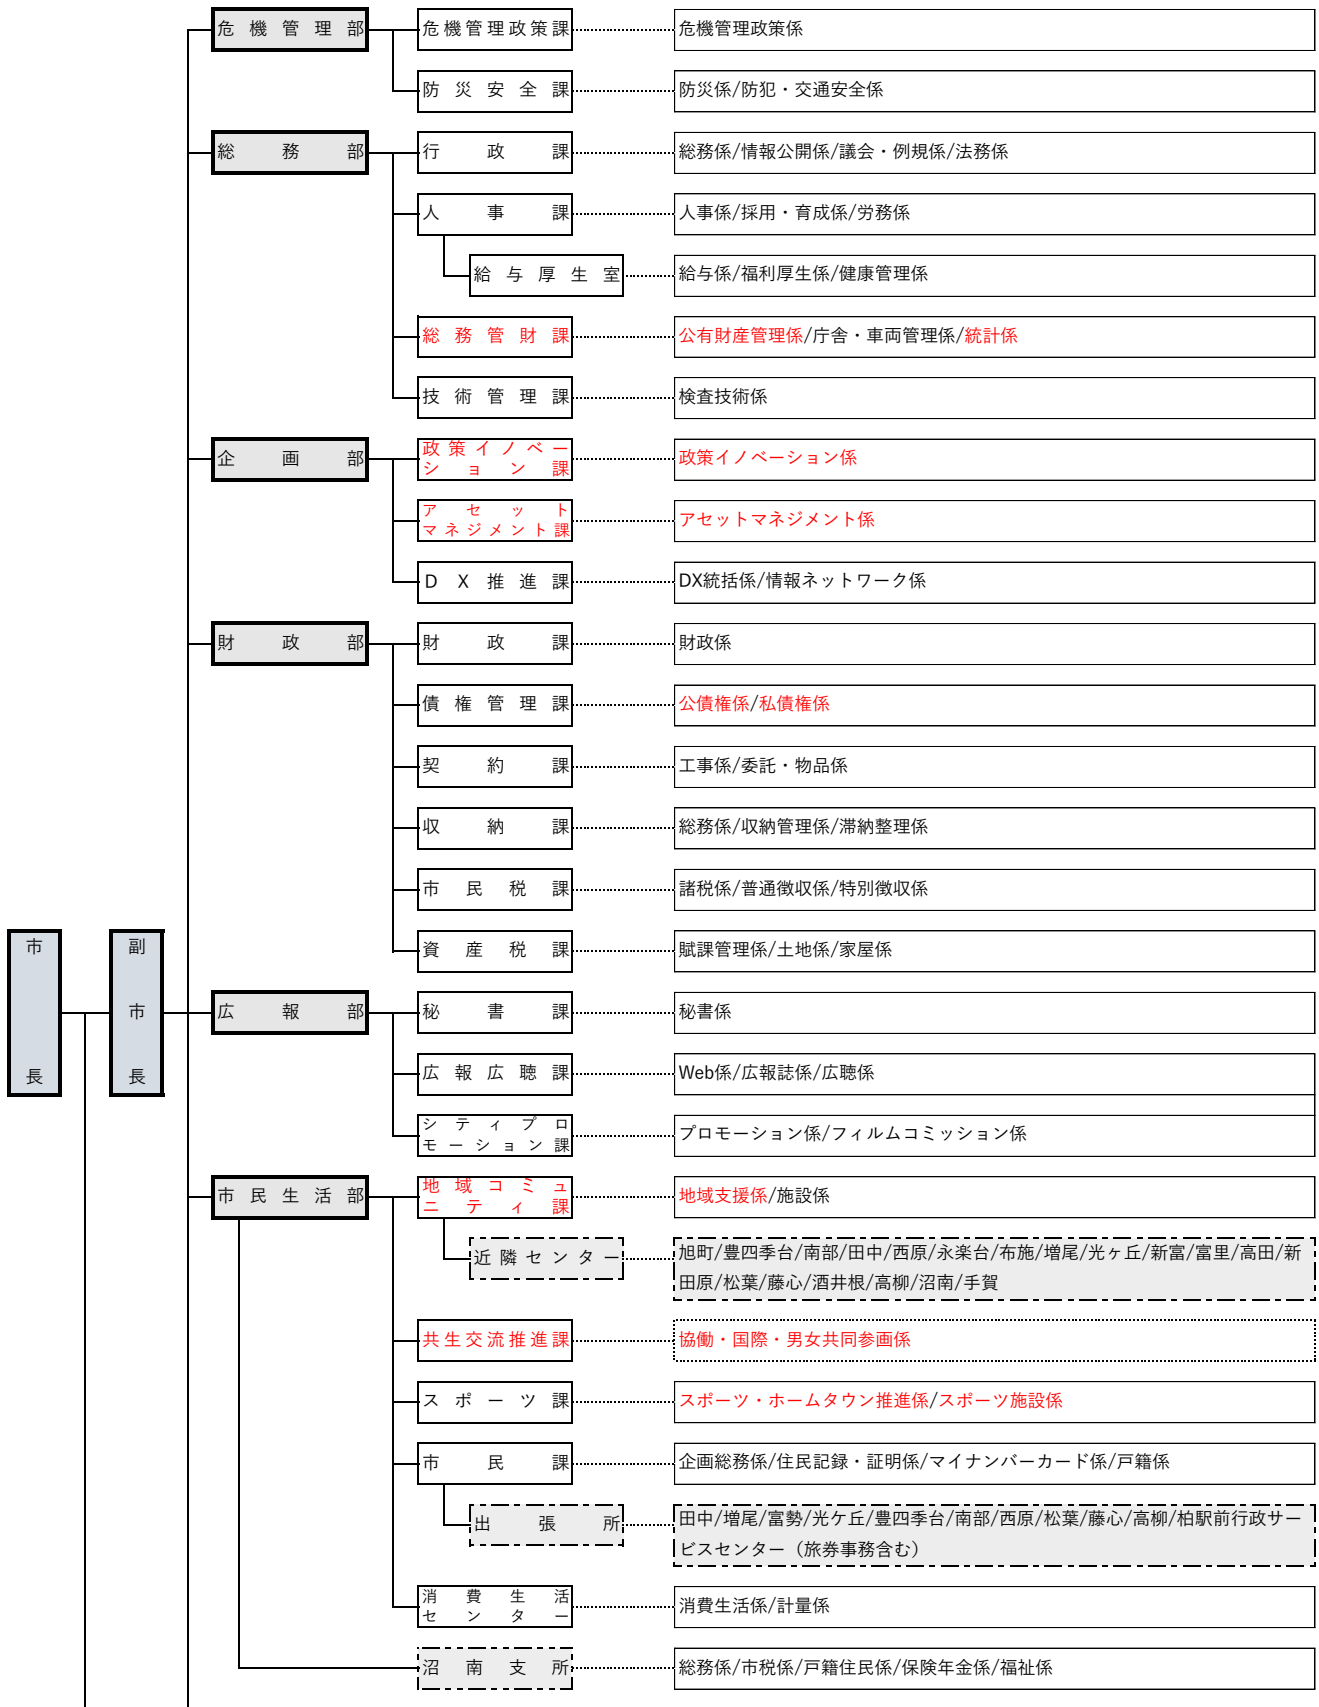 危機管理部 危機管理政策課 危機管理政策係
防災安全課 防災係/防犯・交通安全係
総務部 行政課 総務係/情報公開係/議会・例規係/法務係
人事課 人事係/採用・育成係/労務係
給与厚生室 給与係/福利厚生係/健康管理係
総務管財課 公有財産管理係/庁舎・車両管理係/統計係
技術管理課 検査技術係
企画部 政策イノベー
ション課 政策イノベーション係
アセット
マネジメント課 アセットマネジメント係
DX推進課 DX統括係/情報ネットワーク係
財政部 財政課 財政係
債権管理課 公債権係/私債権係
契約課 工事係/委託・物品係
収納課 総務係/収納管理係/滞納整理係
市民税課 諸税係/普通徴収係/特別徴収係
資産税課 賦課管理係/土地係/家屋係
市長
副市長
広報部 秘書課 秘書係
広報広聴課 Web係/広報誌係/広聴係
シティプロ
モーション課 プロモーション係/フィルムコミッション係
市民生活部 地域コミュ
ニティ課 地域支援係/施設係
近隣センター 旭町/豊四季台/南部/田中/西原/永楽台/布施/増尾/光ヶ丘/新富/富里/高田/新
田原/松葉/藤心/酒井根/高柳/沼南/手賀
共生交流推進課 協働・国際・男女共同参画係
スポーツ課 スポーツ・ホームタウン推進係/スポーツ施設係
市民課 企画総務係/住民記録・証明係/マイナンバーカード係/戸籍係
出張所 田中/増尾/富勢/光ケ丘/豊四季台/南部/西原/松葉/藤心/高柳/柏駅前行政サー
ビスセンター（旅券事務含む）
消費生活
センター 消費生活係/計量係
沼南支所 総務係/市税係/戸籍住民係/保険年金係/福祉係